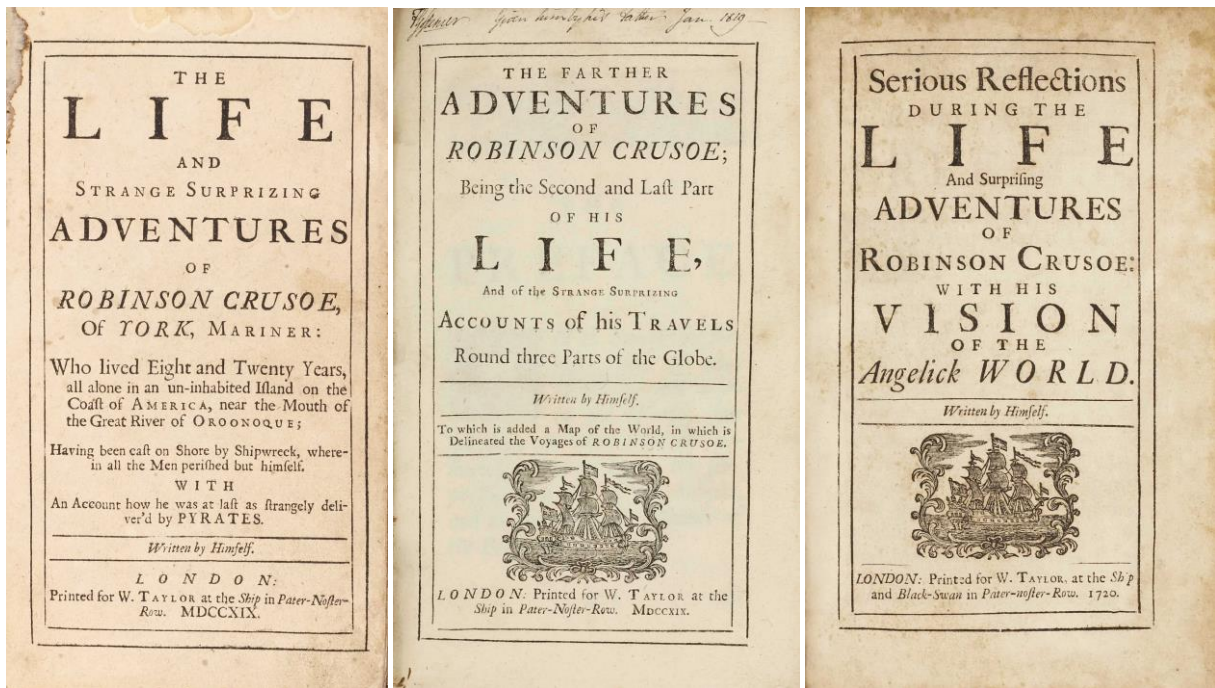 THE
LIFE
AND
STRANGE SURPRIZING
ADVENTURES
OF
ROBINSON CRUSOE,
Of YORK, MARINER:
Who lived Eight and Twenty Years,
all alone in an un-inhabited Iſland on the
Coaſt of AMERICA, near the Mouth of
the Great River of OROONOQUE;
Having been caſt on Shore by Shipwreck, where-
in all the Men periſhed but himſelf.
WITH
An Account how he was at laſt as ſtrangely deli-
ver'd by PYRATES.
Written by Himſelf.
LONDON:
Printed for W. TAYLOR at the Ship in Pater-Noſter-
Row. MDCCXIX.
Given him by his Father Jan. 1819
THE FARTHER
ADVENTURES
OF
ROBINSON CRUSOE;
Being the Second and Laſt Part
OF HIS
LIFE,
And of the STRANGE SURPRIZING
ACCOUNTS of his TRAVELS
Round three Parts of the Globe.
Written by Himſelf.
To which is added a Map of the World, in which is
Delineated the Voyages of ROBINSON CRUSOE.
LONDON: Printed for W. TAYLOR at the
Ship in Pater-Noſter-Row. MDCCXIX.
Serious Reflections
DURING THE
LIFE
And Surpriſing
ADVENTURES
OF
ROBINSON CRUSOE:
WITH HIS
VISION
OF THE
Angelick WORLD.
Written by Himſelf.
LONDON: Printed for W. TAYLOR, at the Ship
and Black-Swan in Pater-noſter-Row. 1720.